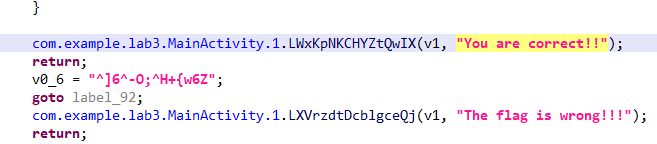 }
com.example.lab3.MainActivity.1.LWxKpNKCHYZtQwIX(v1, "You are correct!!");
return;
v0_6 = "^]6^-O;^H+{w6Z";
goto label_92;
com.example.lab3.MainActivity.1.LXVrzdtDcblgceQj(v1, "The flag is wrong!!!");
return;